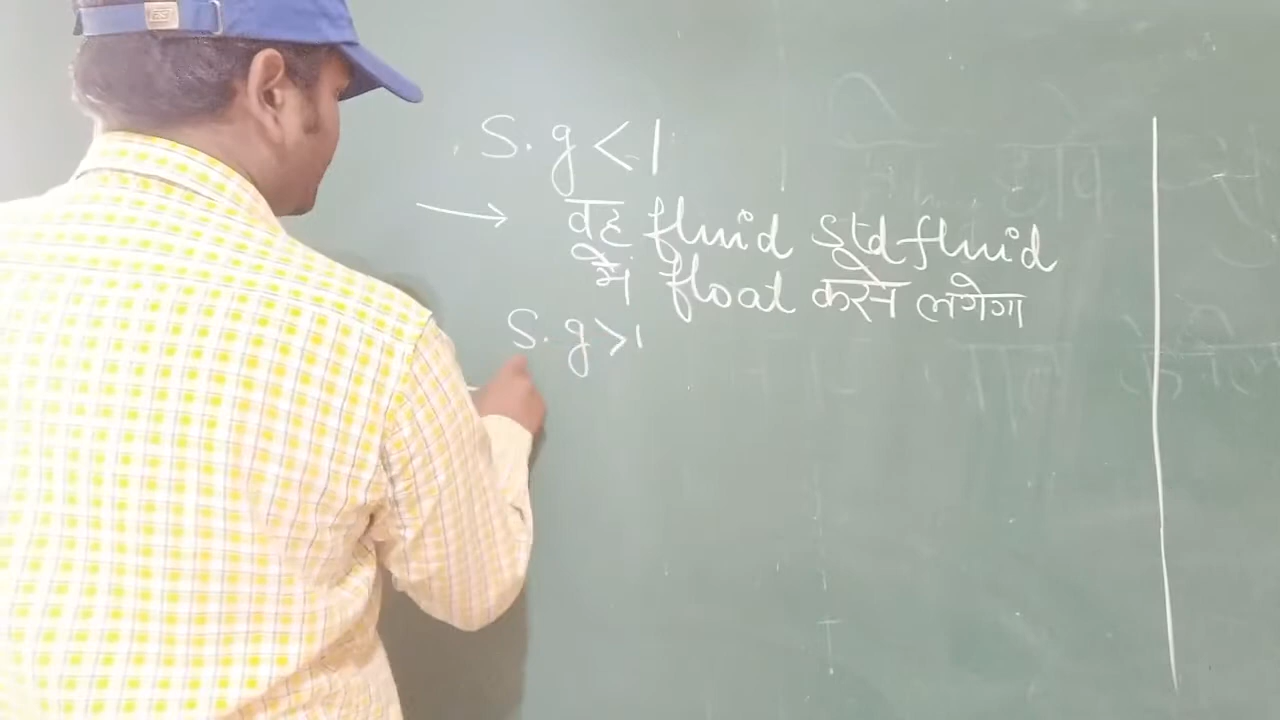 S.g < 1
→ वह fluid std fluid
में float करने लगेगा
S.g > 1